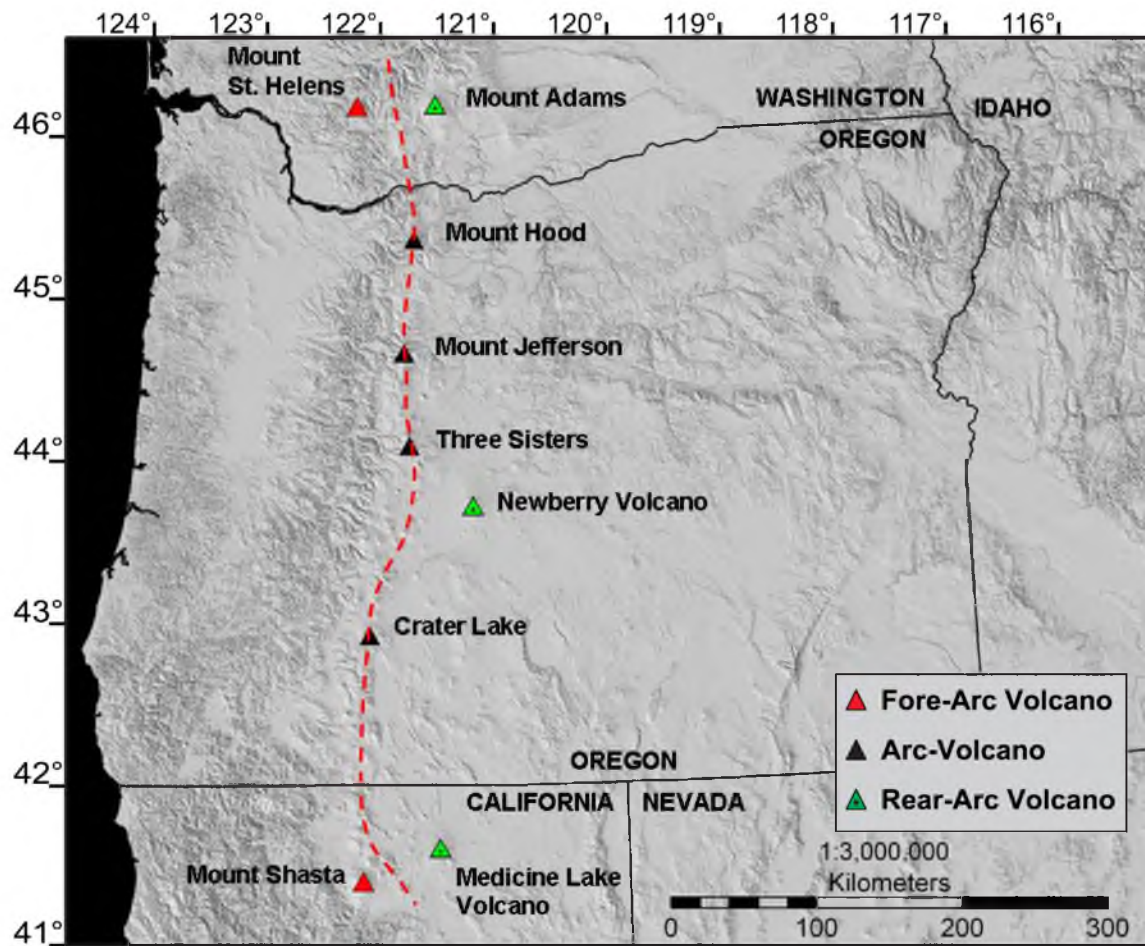 124° 123° 122° 121° 119° 118° 117° 116°
Mount
St. Helens
Mount Adams
WASHINGTON
IDAHO
46°
OREGON
Mount Hood
45°
Mount Jefferson
44°
Three Sisters
Newberry Volcano
43°
Crater Lake
Fore-Arc Volcano
Arc-Volcano
Rear-Arc Volcano
42°
OREGON
CALIFORNIA
NEVADA
1:3,000,000
Kilometers
Mount Shasta
Medicine Lake
Volcano
41°
0 100 200 300